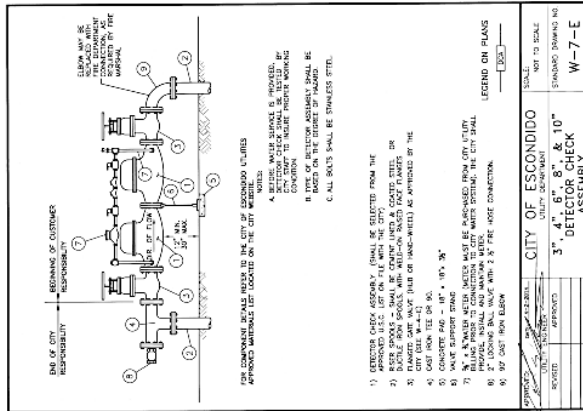 ELBOW MAY BE
REPLACED WITH
FIRE DEPARTMENT
CONNECTION, AS
REQUIRED BY FIRE
MARSHAL
END OF CITY
RESPONSIBILITY
BEGINNING OF CUSTOMER
RESPONSIBILITY
DIR. OF FLOW
12" MIN.
30" MAX.
FOR COMPONENT DETAILS REFER TO THE CITY OF ESCONDIDO UTILITIES
APPROVED MATERIALS LIST LOCATED ON THE CITY WEBSITE.
NOTES:
A. BEFORE WATER SERVICE IS PROVIDED,
DETECTOR CHECK SHALL BE TESTED BY
CITY STAFF TO INSURE PROPER WORKING
CONDITION.
B. TYPE OF DETECTOR ASSEMBLY SHALL BE
BASED ON THE DEGREE OF HAZARD.
C. ALL BOLTS SHALL BE STAINLESS STEEL.
1) DETECTOR CHECK ASSEMBLY (SHALL BE SELECTED FROM THE
APPROVED U.S.C. LIST ON FILE WITH THE CITY)
2) RISER SPOOLS - SHALL BE CEMENT LINED & COATED STEEL OR
DUCTILE IRON SPOOLS, WITH WELD-ON RAISED FACE FLANGES
3) FLANGED GATE VALVE (NUB OR HAND-WHEEL) AS APPROVED BY THE
CITY (SEE W-4-E)
4) CAST IRON TEE OR 90.
5) CONCRETE PAD - 18" x 18"x
6) VALVE SUPPORT STAND
7) WATER METER (METER MUST BE PURCHASED FROM CITY UTILITY
BILLING PRIOR TO CONNECTION TO CITY WATER SYSTEM). THE CITY SHALL
PROVIDE, INSTALL AND MAINTAIN METER.
8) 2" LOCKING BALL VALVE WITH 2 FIRE HOSE CONNECTION.
9) 90° CAST IRON ELBOW
LEGEND ON PLANS
DCA
APPROVED
DATE
UTILITY ENGINEER
REVISED
APPROVED
CITY OF ESCONDIDO
UTILITY DEPARTMENT
3", 4", 6", 8", & 10"
DETECTOR CHECK
ASSEMBLY
SCALE:
NOT TO SCALE
STANDARD DRAWING NO.
W-7-E